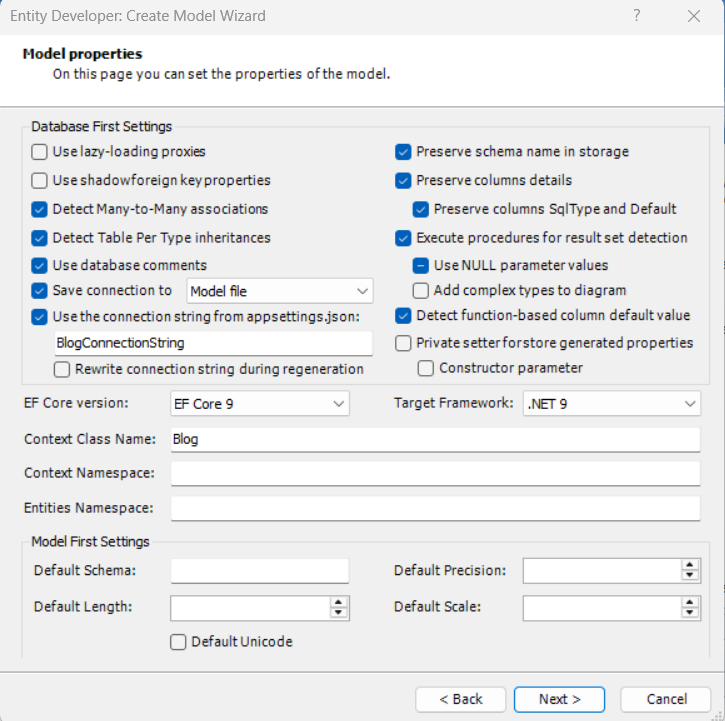 Entity Developer: Create Model Wizard
?
Model properties
On this page you can set the properties of the model.
Database First Settings
Use lazy-loading proxies
Preserve schema name in storage
Use shadow foreign key properties
Preserve columns details
Detect Many-to-Many associations
Preserve columns SqlType and Default
Detect Table Per Type inheritances
Execute procedures for result set detection
Use database comments
Use NULL parameter values
Save connection to
Model file
Add complex types to diagram
Use the connection string from appsettings.json:
Detect function-based column default value
BlogConnectionString
Private setter for store generated properties
Rewrite connection string during regeneration
Constructor parameter
EF Core version:
EF Core 9
Target Framework:
.NET 9
Context Class Name:
Blog
Context Namespace:
Entities Namespace:
Model First Settings
Default Schema:
Default Precision:
Default Length:
Default Scale:
Default Unicode
< Back
Next >
Cancel